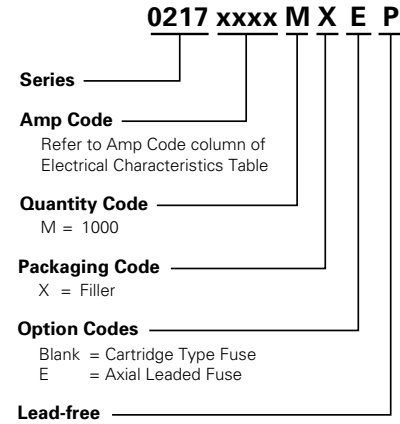 0217 xxxx M X E P
Series
Amp Code
Refer to Amp Code column of
Electrical Characteristics Table
Quantity Code
M = 1000
Packaging Code
X = Filler
Option Codes
Blank = Cartridge Type Fuse
E = Axial Leaded Fuse
Lead-free